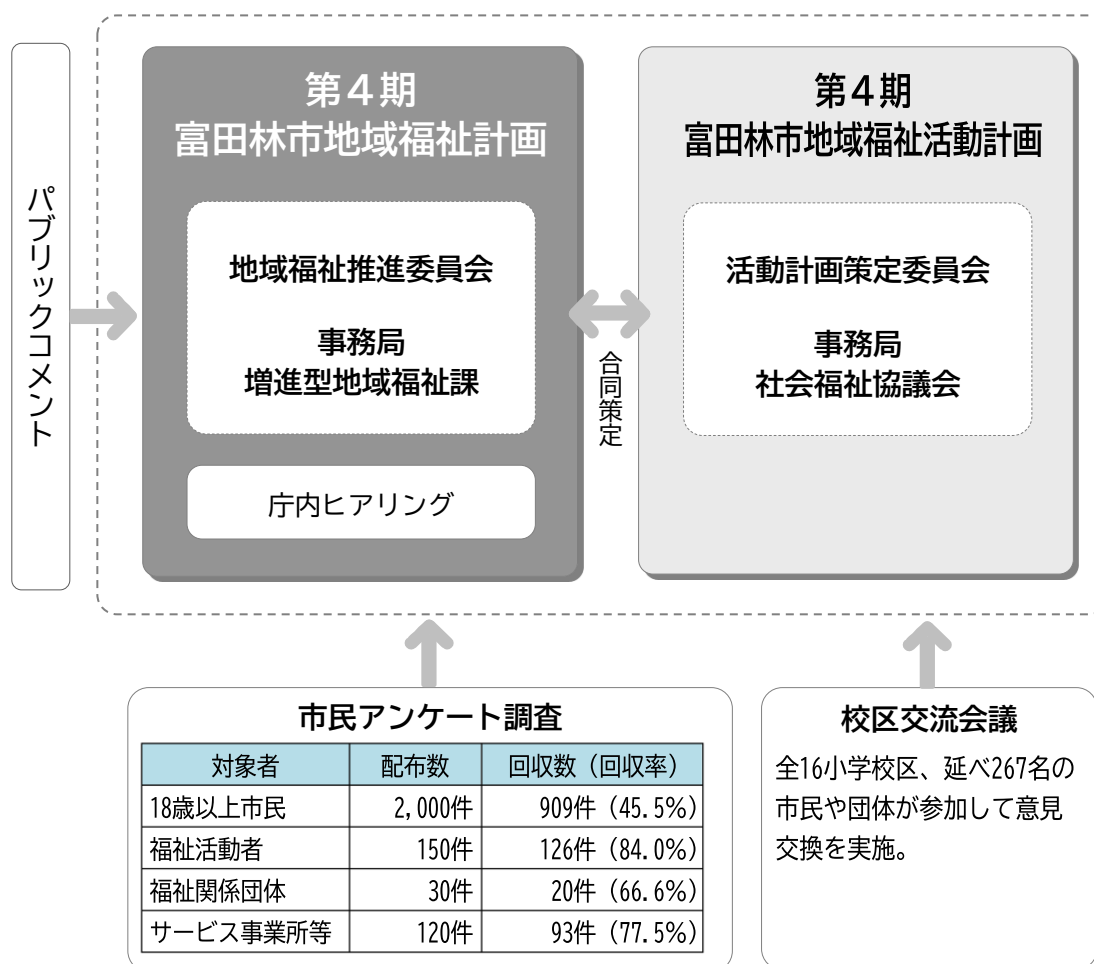 パブリックコメント
第4期
富田林市地域福祉計画
地域福祉推進委員会
事務局
増進型地域福祉課
庁内ヒアリング
合同策定
第4期
富田林市地域福祉活動計画
活動計画策定委員会
事務局
社会福祉協議会
市民アンケート調査
対象者 配布数 回収数（回収率）
18歳以上市民 2,000件 909件（45.5%）
福祉活動者 150件 126件（84.0%）
福祉関係団体 30件 20件（66.6%）
サービス事業所等 120件 93件（77.5%）
校区交流会議
全16小学校区、延べ267名の
市民や団体が参加して意見
交換を実施。